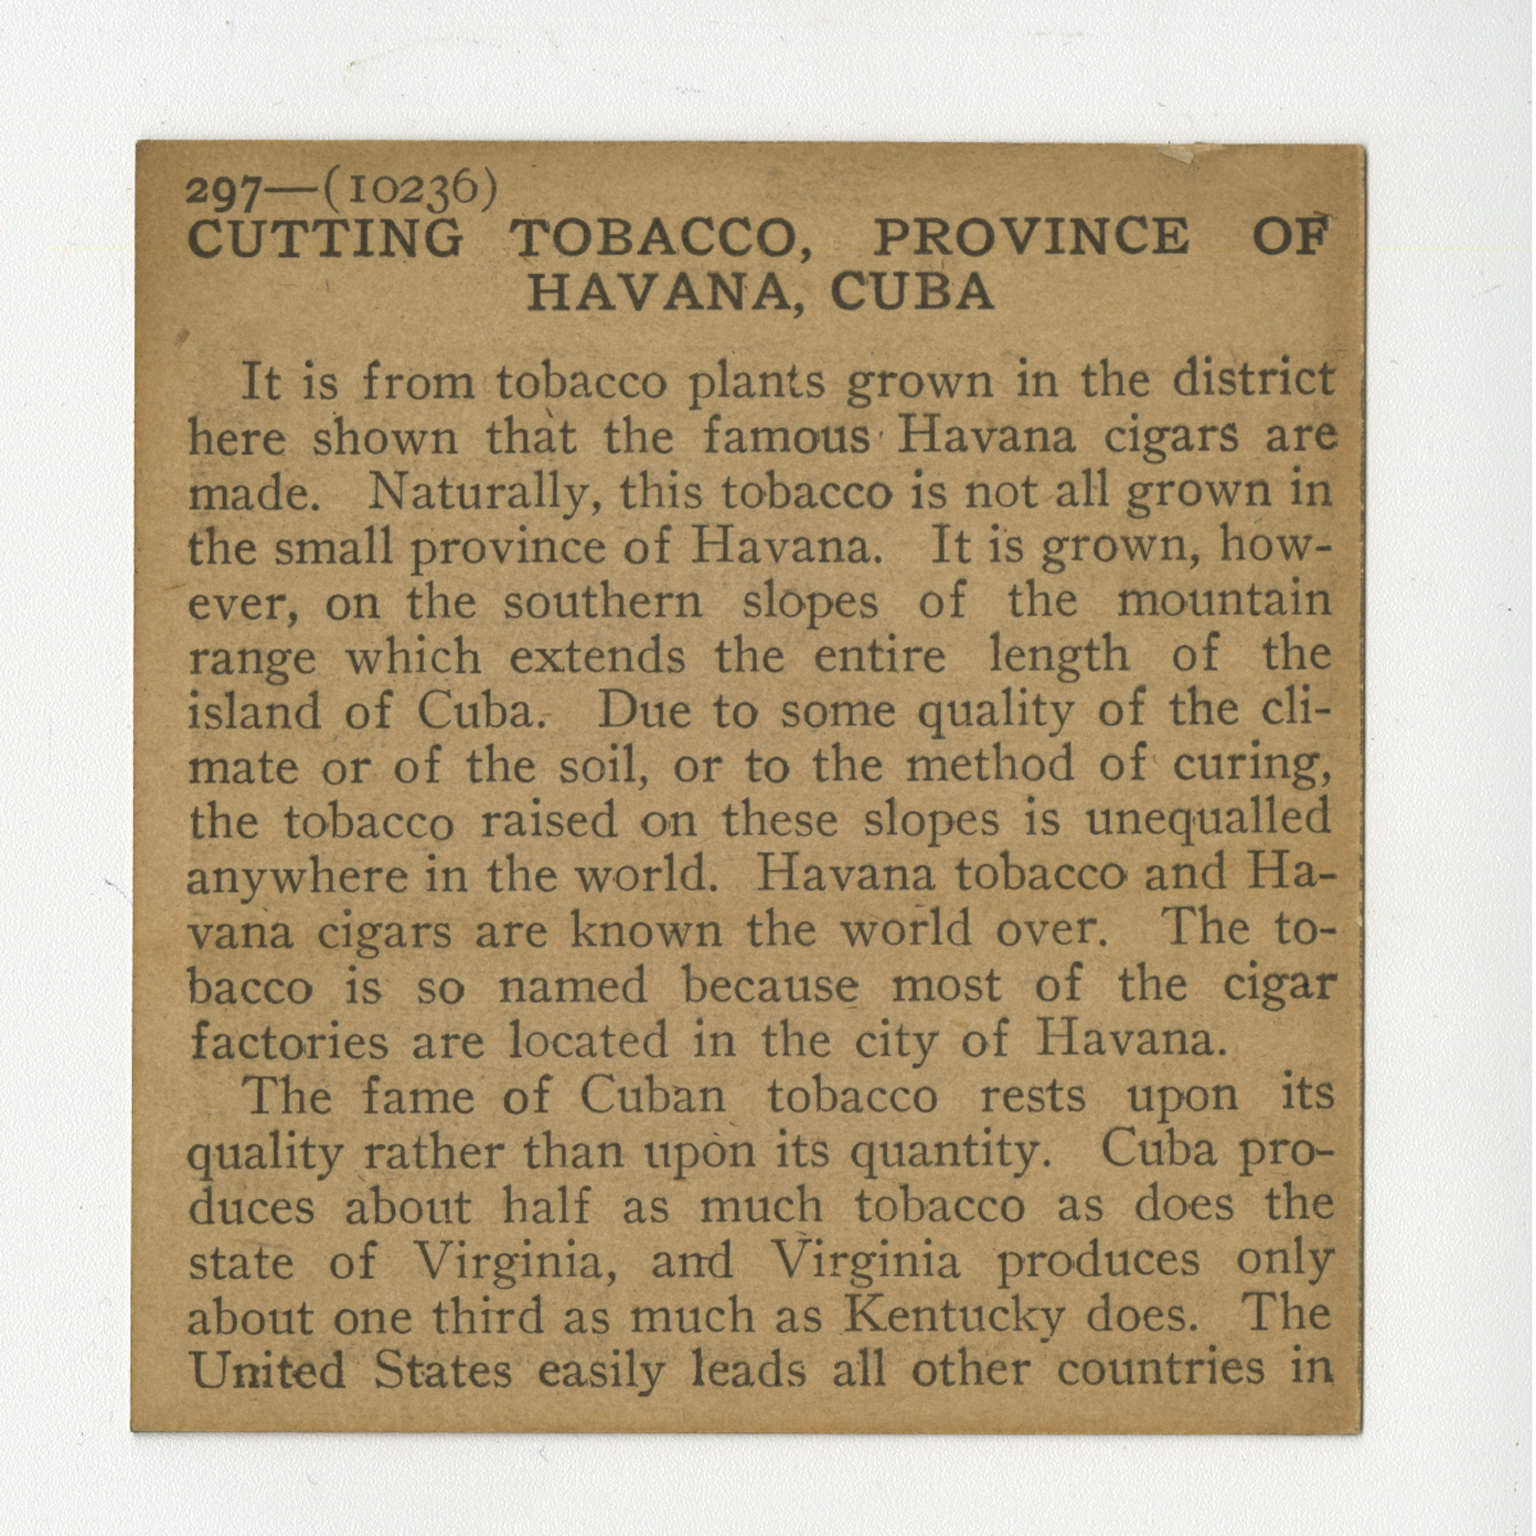 297—(10236)
CUTTING TOBACCO, PROVINCE OF
HAVANA, CUBA
It is from tobacco plants grown in the district
here shown that the famous Havana cigars are
made. Naturally, this tobacco is not all grown in
the small province of Havana. It is grown, how-
ever, on the southern slopes of the mountain
range which extends the entire length of the
island of Cuba. Due to some quality of the cli-
mate or of the soil, or to the method of curing,
the tobacco raised on these slopes is unequalled
anywhere in the world. Havana tobacco and Ha-
vana cigars are known the world over. The to-
bacco is so named because most of the cigar
factories are located in the city of Havana.
The fame of Cuban tobacco rests upon its
quality rather than upon its quantity. Cuba pro-
duces about half as much tobacco as does the
state of Virginia, and Virginia produces only
about one third as much as Kentucky does. The
United States easily leads all other countries in